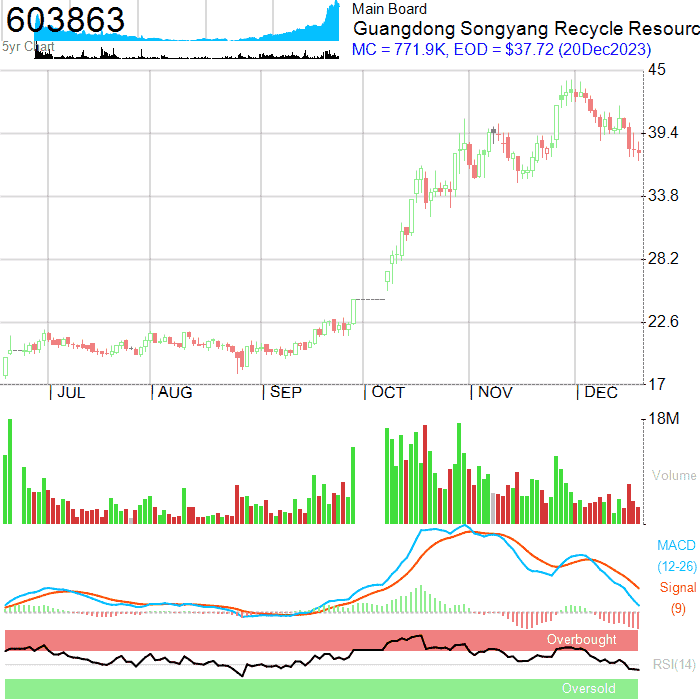 603863
5yr Chart
Main Board
Guangdong Songyang Recycle Resourc
MC = 771.9K, EOD = $37.72 (20Dec2023)
45
39.4
33.8
28.2
22.6
17
JUL
AUG
SEP
OCT
NOV
DEC
18M
Volume
MACD
(12-26)
Signal
(9)
Overbought
RSI(14)
Oversold